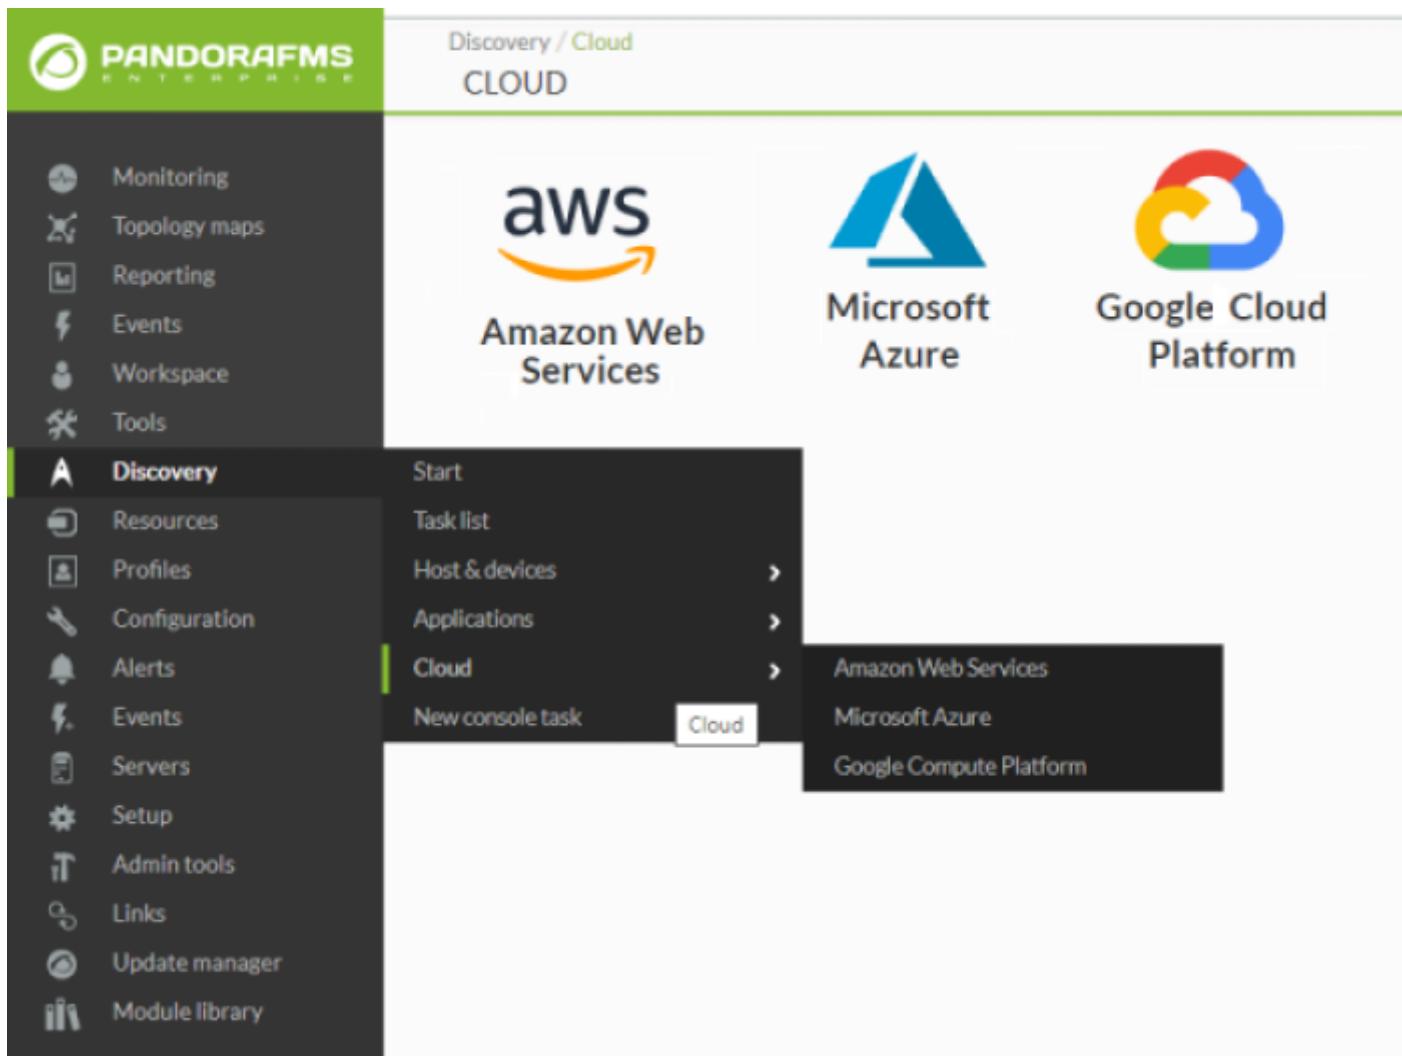 PANDORAFMS
ENTERPRISE
Discovery / Cloud
CLOUD
Monitoring
Topology maps
Reporting
Events
Workspace
Tools
Discovery
Resources
Profiles
Configuration
Alerts
Events
Servers
Setup
Admin tools
Links
Update manager
Module library
aws
Amazon Web
Services
Microsoft
Azure
Google Cloud
Platform
Start
Task list
Host & devices
Applications
Cloud
New console task
Cloud
Amazon Web Services
Microsoft Azure
Google Compute Platform